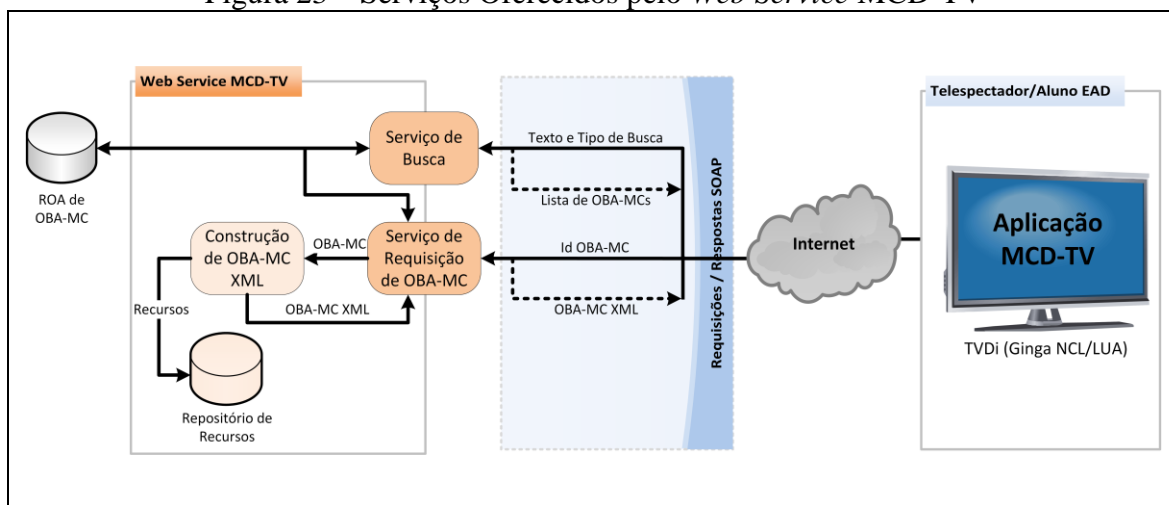 Figura 23 – Serviços Oferecidos pelo Web Service MCD-TV
Web Service MCD-TV
ROA de
OBA-MC
Serviço de
Busca
Construção
de OBA-MC
XML
OBA-MC
Serviço de
Requisição
de OBA-MC
Recursos
OBA-MC XML
Repositório de
Recursos
Texto e Tipo de Busca
Lista de OBA-MCs
Id OBA-MC
OBA-MC XML
Requisições / Respostas SOAP
Internet
Telespectador/Aluno EAD
Aplicação
MCD-TV
TVDi (Ginga NCL/LUA)